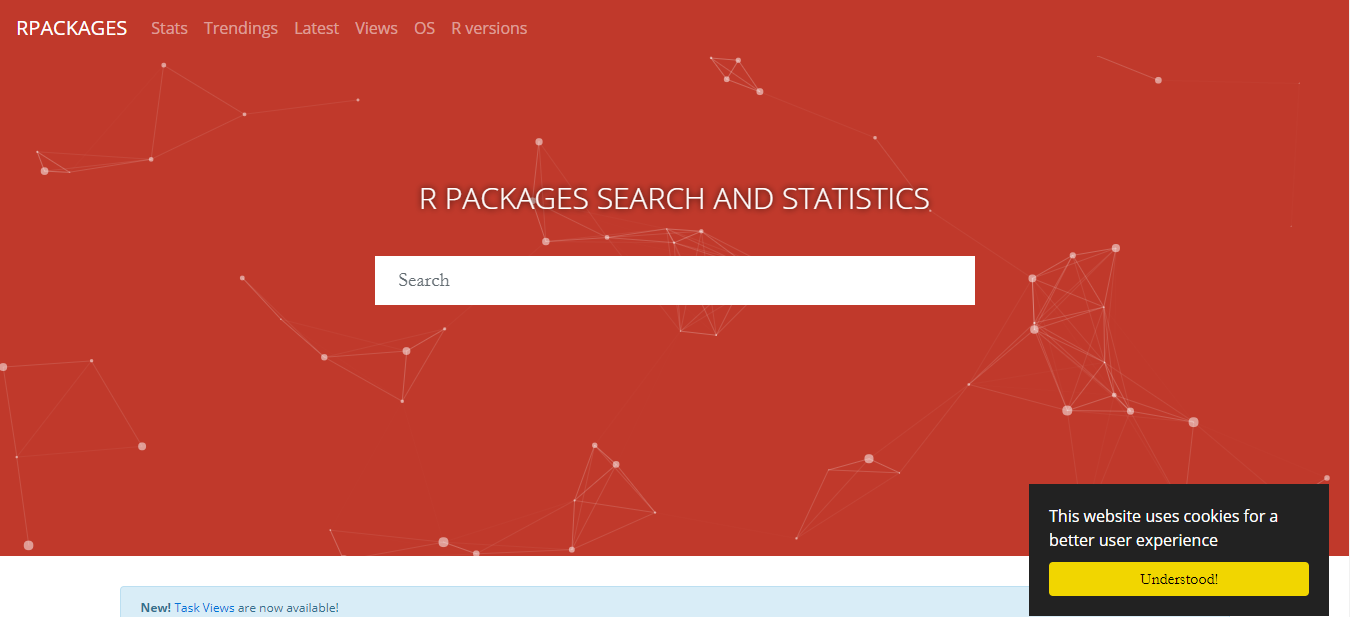 RPACKAGES Stats Trendings Latest Views OS R versions
R PACKAGES SEARCH AND STATISTICS
Search
This website uses cookies for a
better user experience
Understood!
New! Task Views are now available!